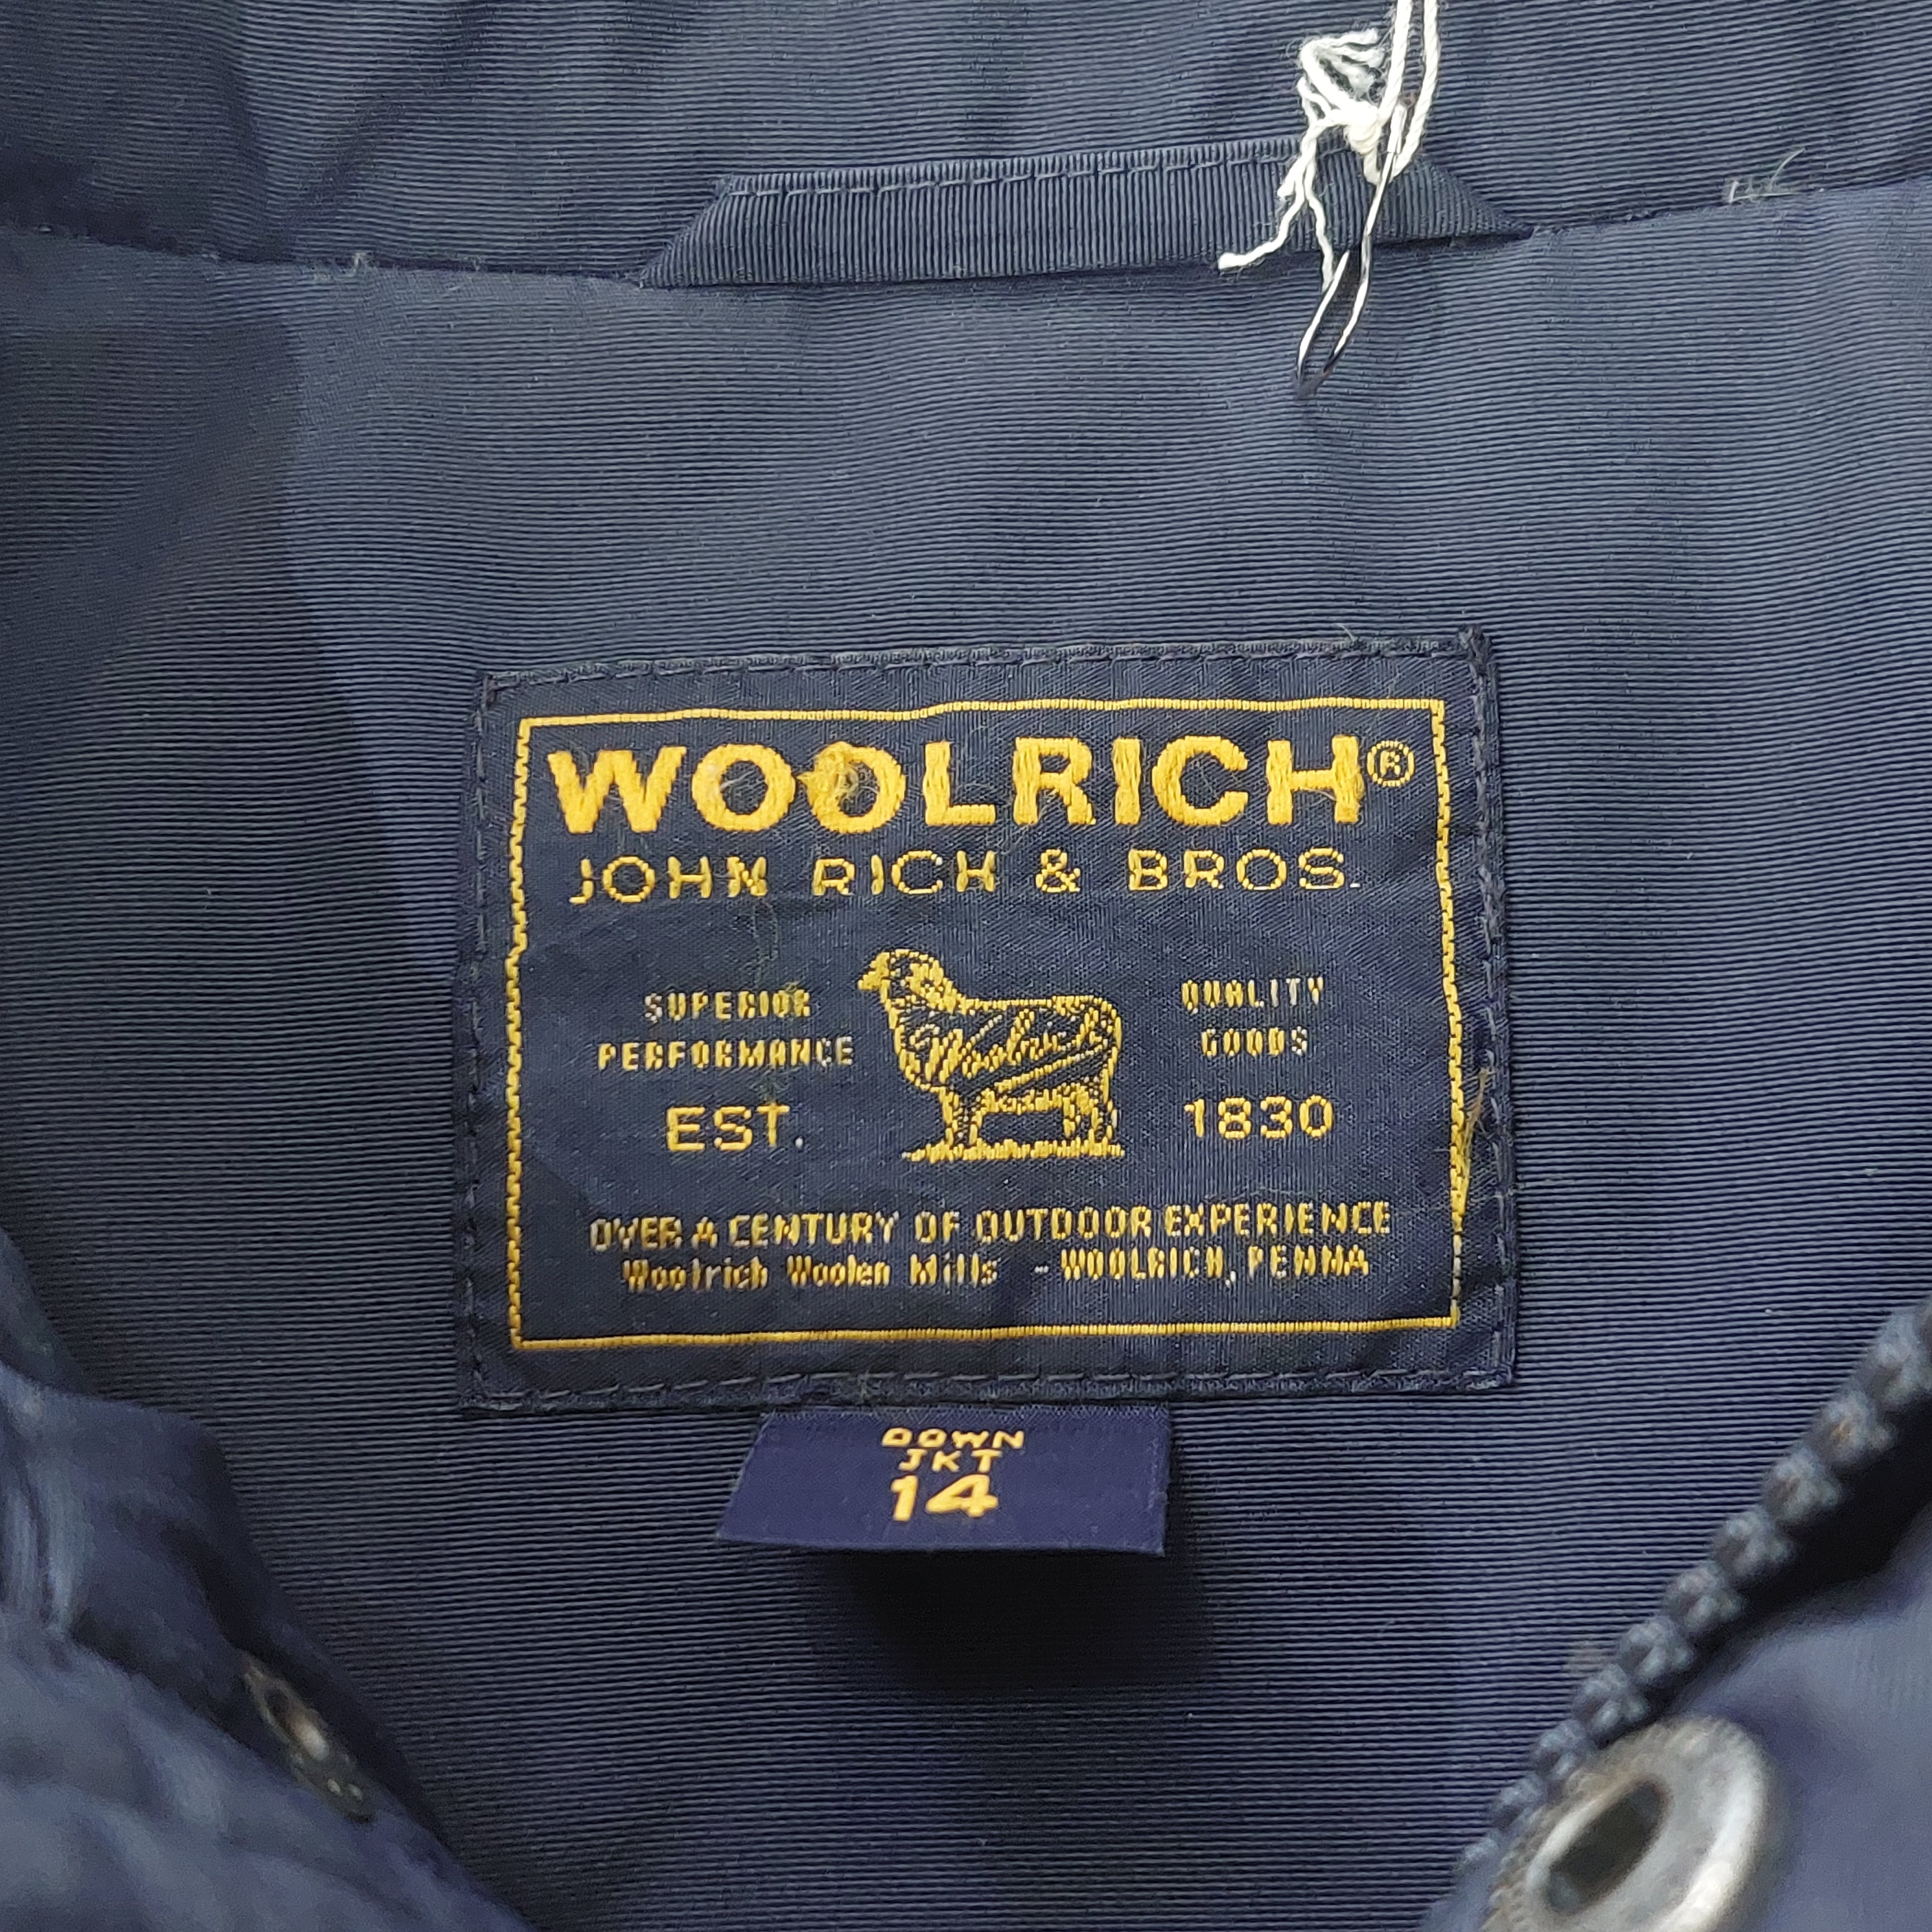 WOOLRICH®
JOHN RICH & BROS.
SUPERIOR
PERFORMANCE
EST.
Woolrich
QUALITY
GOODS
1830
OVER A CENTURY OF OUTDOOR EXPERIENCE
Woolrich Woolen Mills - WOOLRICH, PENNA
DOWN
JKT
14